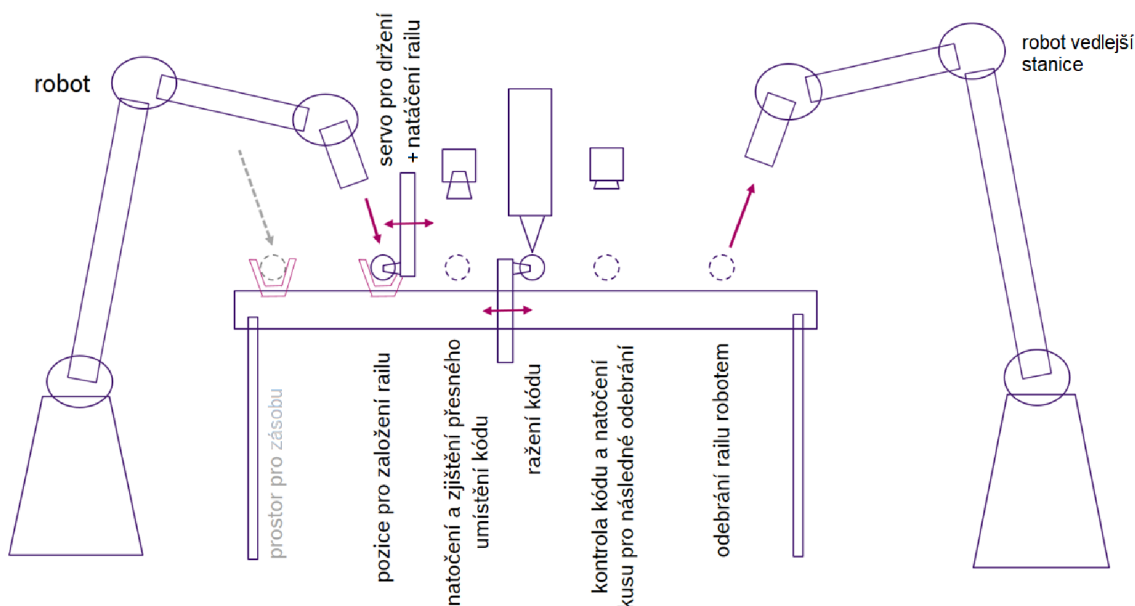 robot
servo pro držení
+ natáčení railu
robot vedlejší
stanice
prostor pro zásobu
pozice pro založení railu
natočení a zjištění přesného
umístění kódu
ražení kódu
kontrola kódu a natočení
kusu pro následné odebrání
odebrání railu robotem